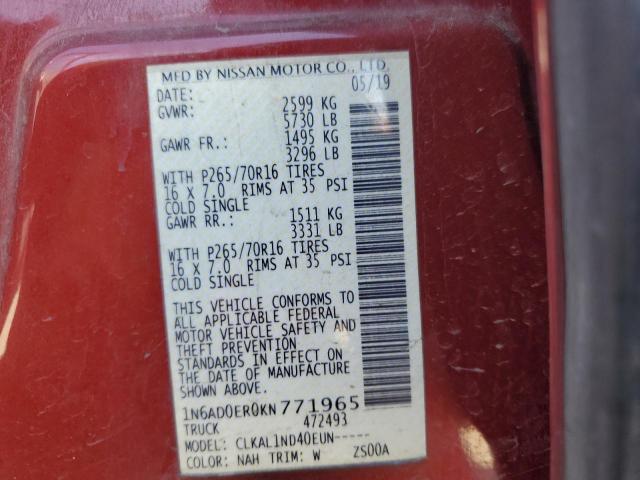 MFD BY NISSAN MOTOR CO., LTD.
DATE: 05/19
GVWR: 2599 KG
5730 LB
GAWR FR.: 1495 KG
3296 LB
WITH P265/70R16 TIRES
16 X 7.0 RIMS AT 35 PSI
COLD SINGLE
GAWR RR.: 1511 KG
3331 LB
WITH P265/70R16 TIRES
16 X 7.0 RIMS AT 35 PSI
COLD SINGLE
THIS VEHICLE CONFORMS TO
ALL APPLICABLE FEDERAL
MOTOR VEHICLE SAFETY AND
THEFT PREVENTION
STANDARDS IN EFFECT ON
THE DATE OF MANUFACTURE
SHOWN ABOVE.
1N6AD0ER0KN771965
TRUCK 472493
MODEL: CLKAL1ND40EUN-----
COLOR: NAH TRIM: W ZS00A